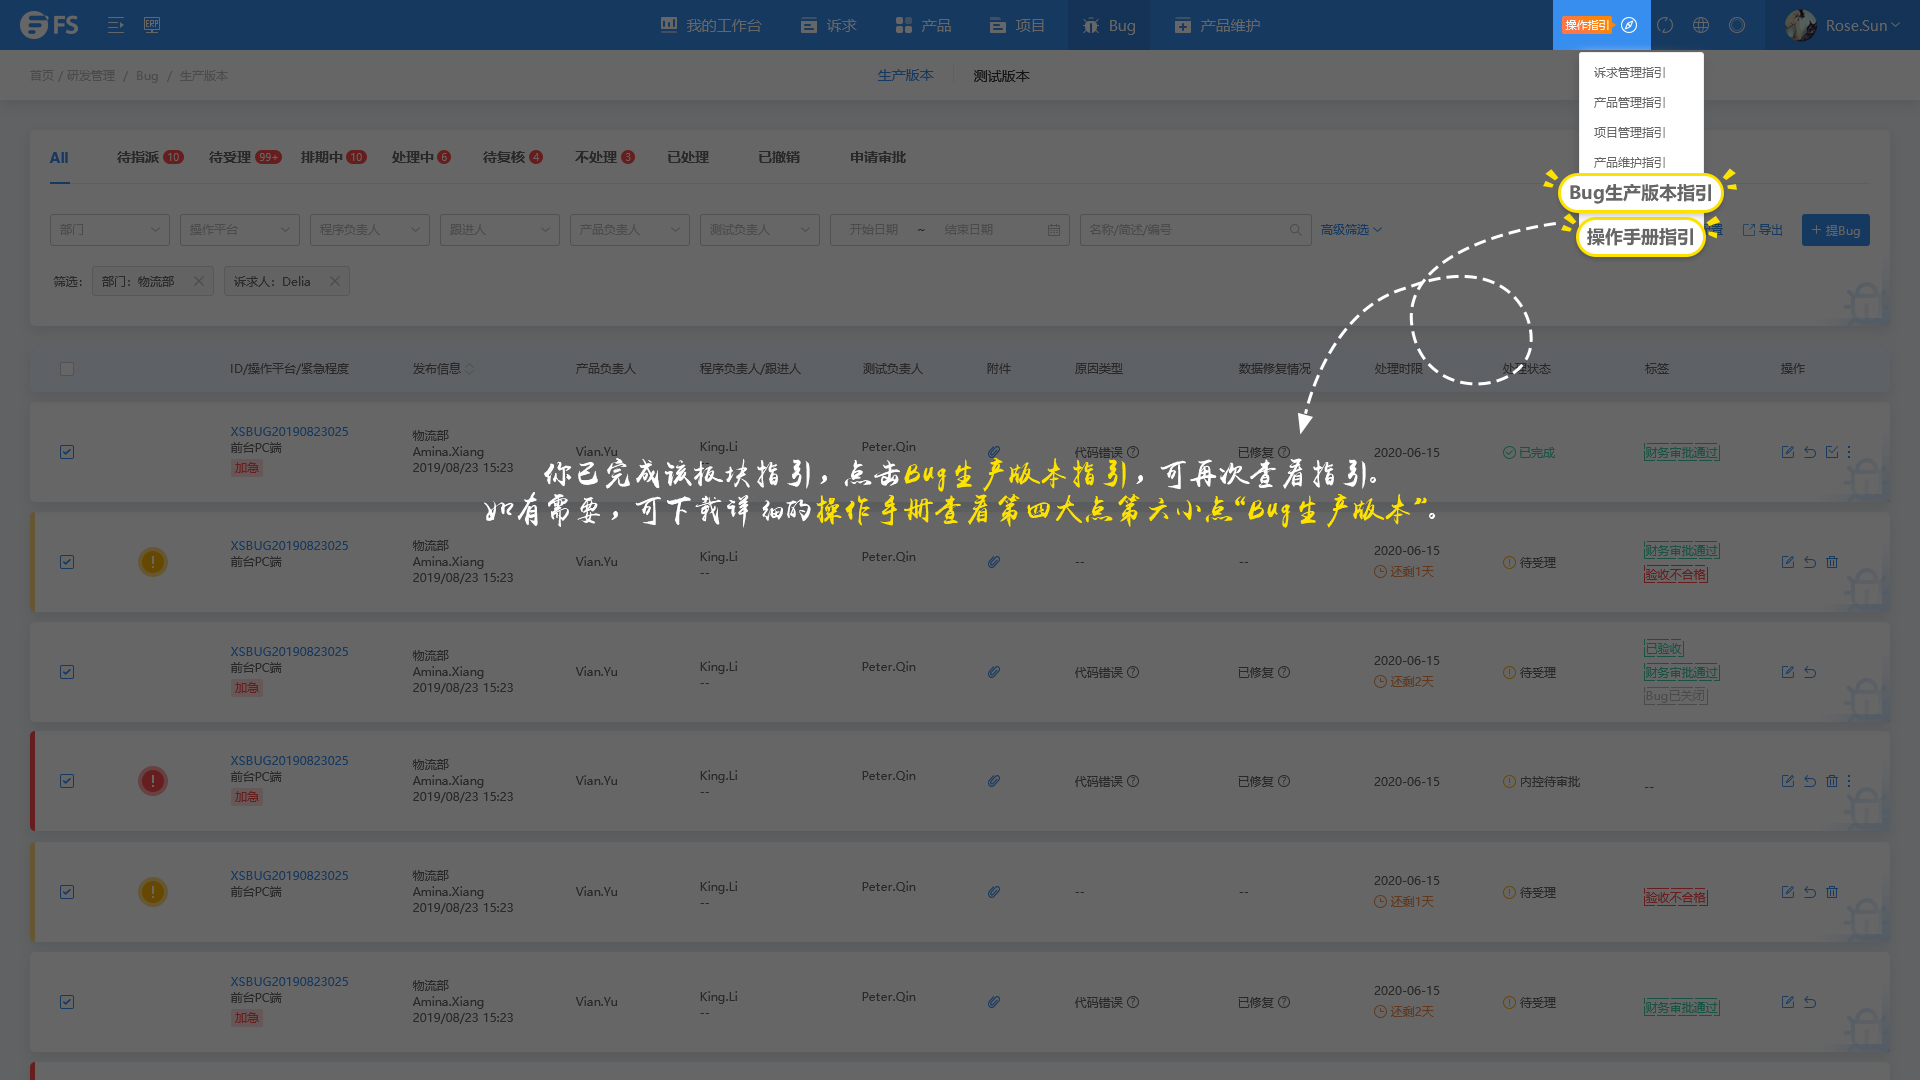 FS
ERP
我的工作台
诉求
产品
项目
Bug
产品维护
操作指引
Rose.Sun
首页 / 研发管理 / Bug / 生产版本
生产版本
测试版本
诉求管理指引
产品管理指引
项目管理指引
产品维护指引
Bug生产版本指引
操作手册指引
All
待指派 10
待受理 99+
排期中 10
处理中 6
待复核 4
不处理 3
已处理
已撤销
申请审批
部门
操作平台
程序负责人
跟进人
产品负责人
测试负责人
开始日期 ~ 结束日期
名称/简述/编号
高级筛选
导出
+ 提Bug
筛选：
部门：物流部
诉求人：Delia
ID/操作平台/紧急程度
发布信息
产品负责人
程序负责人/跟进人
测试负责人
附件
原因类型
数据修复情况
处理时限
处理状态
标签
操作
XSBUG20190823025
前台PC端
加急
物流部
Amina.Xiang
2019/08/23 15:23
Vian.Yu
King.Li
Peter.Qin
代码错误
已修复
2020-06-15
已完成
财务审批通过
你已完成该板块指引，点击Bug生产版本指引，可再次查看指引。
如有需要，可下载详细的操作手册查看第四大点第六小点“Bug生产版本”。
XSBUG20190823025
前台PC端
物流部
Amina.Xiang
2019/08/23 15:23
Vian.Yu
King.Li
--
Peter.Qin
--
--
2020-06-15
还剩1天
待受理
财务审批通过
验收不合格
XSBUG20190823025
前台PC端
加急
物流部
Amina.Xiang
2019/08/23 15:23
Vian.Yu
King.Li
--
Peter.Qin
代码错误
已修复
2020-06-15
还剩2天
待受理
已验收
财务审批通过
Bug已关闭
XSBUG20190823025
前台PC端
加急
物流部
Amina.Xiang
2019/08/23 15:23
Vian.Yu
King.Li
--
Peter.Qin
代码错误
已修复
2020-06-15
内控待审批
--
XSBUG20190823025
前台PC端
物流部
Amina.Xiang
2019/08/23 15:23
Vian.Yu
King.Li
--
Peter.Qin
--
--
2020-06-15
还剩1天
待受理
验收不合格
XSBUG20190823025
前台PC端
加急
物流部
Amina.Xiang
2019/08/23 15:23
Vian.Yu
King.Li
--
Peter.Qin
代码错误
已修复
2020-06-15
还剩2天
待受理
财务审批通过